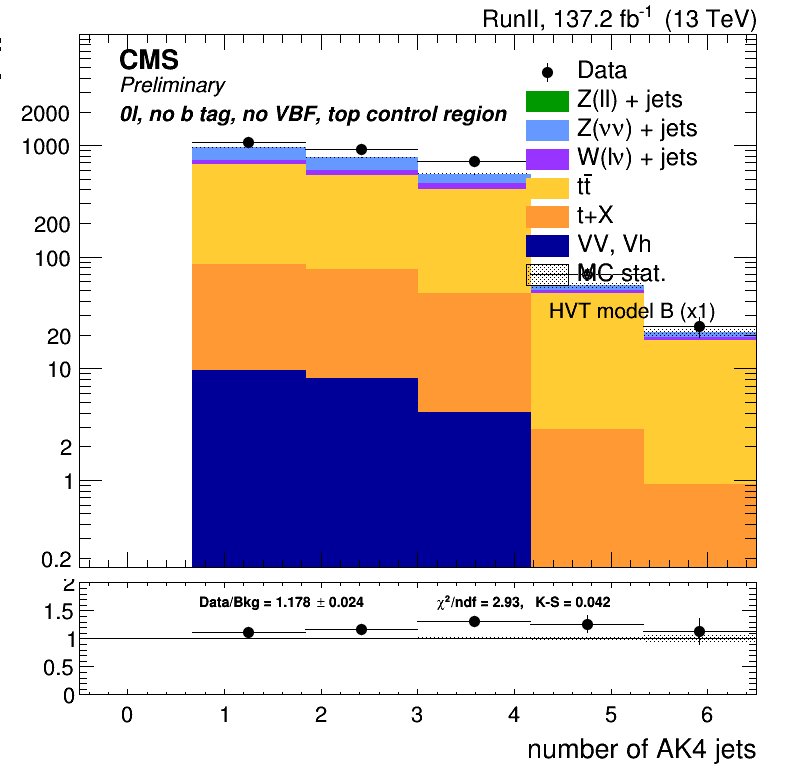 RunII, 137.2 fb⁻¹ (13 TeV)
CMS
Preliminary
0l, no b tag, no VBF, top control region
Data
Z(ll) + jets
Z(νν) + jets
W(lν) + jets
tt̄
t+X
VV, Vh
MC stat.
HVT model B (x1)
2000
1000
200
100
20
10
2
1
0.2
Data/Bkg = 1.178 ± 0.024
χ²/ndf = 2.93, K-S = 0.042
2
1.5
1
0.5
0
0 1 2 3 4 5 6
number of AK4 jets